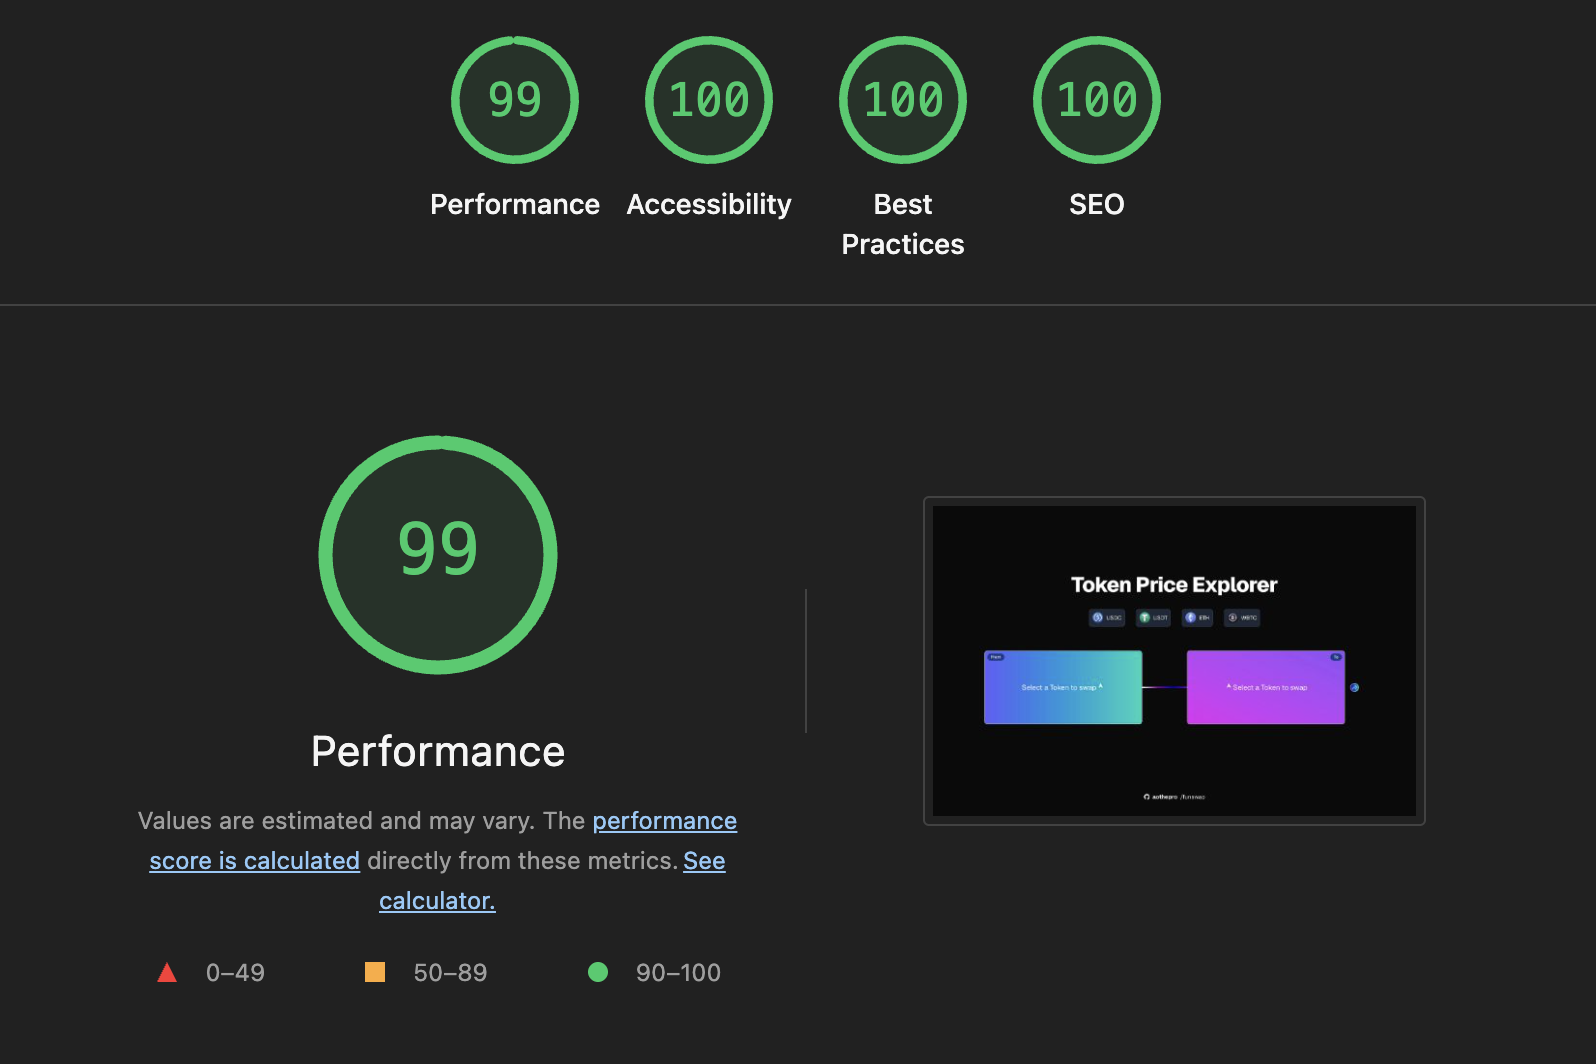 99
100
100
100
Performance
Accessibility
Best
Practices
SEO
99
Performance
Values are estimated and may vary. The performance
score is calculated directly from these metrics. See
calculator.
0–49
50–89
90–100
Token Price Explorer
USDC
USDT
ETH
WBTC
From
To
Select a Token to swap
Select a Token to swap
/funswap